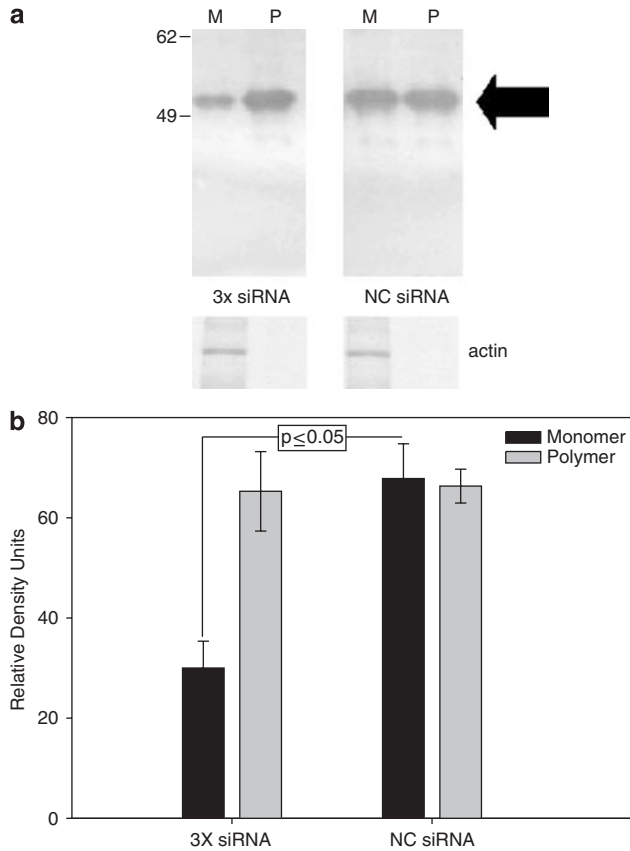 a
M P M P
62
49
3x siRNA NC siRNA
actin
b
80
p≤0.05
Monomer
Polymer
60
Relative Density Units
40
20
0
3X siRNA NC siRNA